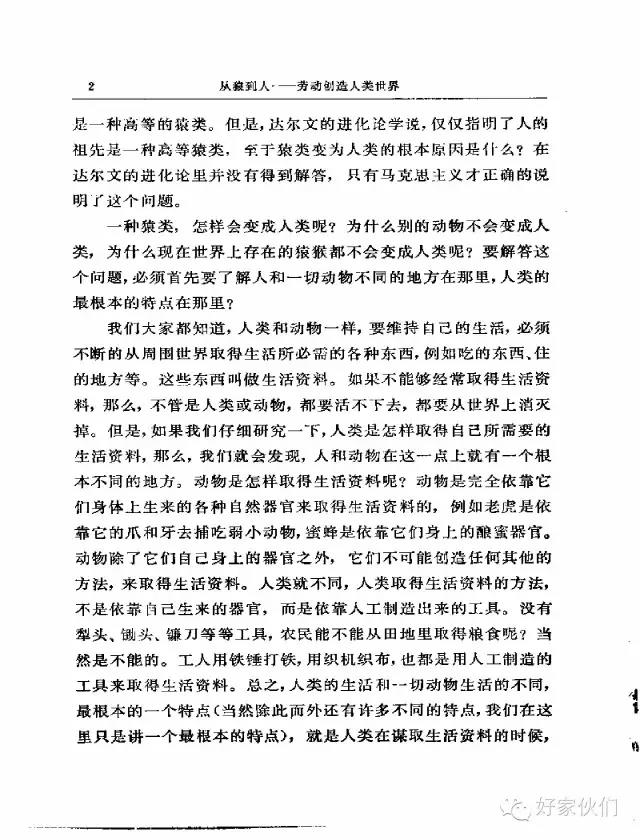 2 从猿到人·——劳动创造人类世界
是一种高等的猿类。但是,达尔文的进化论学说,仅仅指明了人的
祖先是一种高等猿类，至于猿类变为人类的根本原因是什么？在
达尔文的进化论里并没有得到解答，只有马克思主义才正确的说
明了这个问题。
一种猿类，怎样会变成人类呢？为什么别的动物不会变成人
类，为什么现在世界上存在的猿猴都不会变成人类呢？要解答这
个问题,必须首先要了解人和一切动物不同的地方在那里,人类的
最根本的特点在那里？
我们大家都知道，人类和动物一样，要维持自己的生活，必须
不断的从周围世界取得生活所必需的各种东西,例如吃的东西、住
的地方等。这些东西叫做生活资料。如果不能够经常取得生活资
料，那么，不管是人类或动物，都要活不下去，都要从世界上消灭
掉。但是,如果我们仔细研究一下,人类是怎样取得自己所需要的
生活资料,那么，我们就会发现，人和动物在这一点上就有一个根
本不同的地方。动物是怎样取得生活资料呢？动物是完全依靠它
们身体上生来的各种自然器官来取得生活资料的，例如老虎是依
靠它的爪和牙去捕吃弱小动物,蜜蜂是依靠它们身上的酿蜜器官。
动物除了它们自己身上的器官之外，它们不可能创造任何其他的
方法，来取得生活资料。人类就不同，人类取得生活资料的方法，
不是依靠自己生来的器官，而是依靠人工制造出来的工具。没有
犁头、锄头、镰刀等等工具，农民能不能从田地里取得粮食呢？当
然是不能的。工人用铁锤打铁,用织机织布,也都是用人工制造的
工具来取得生活资料。总之,人类的生活和一切动物生活的不同，
最根本的一个特点(当然除此而外还有许多不同的特点,我们在这
里只是讲一个最根本的特点)，就是人类在谋取生活资料的时候，
好家伙们